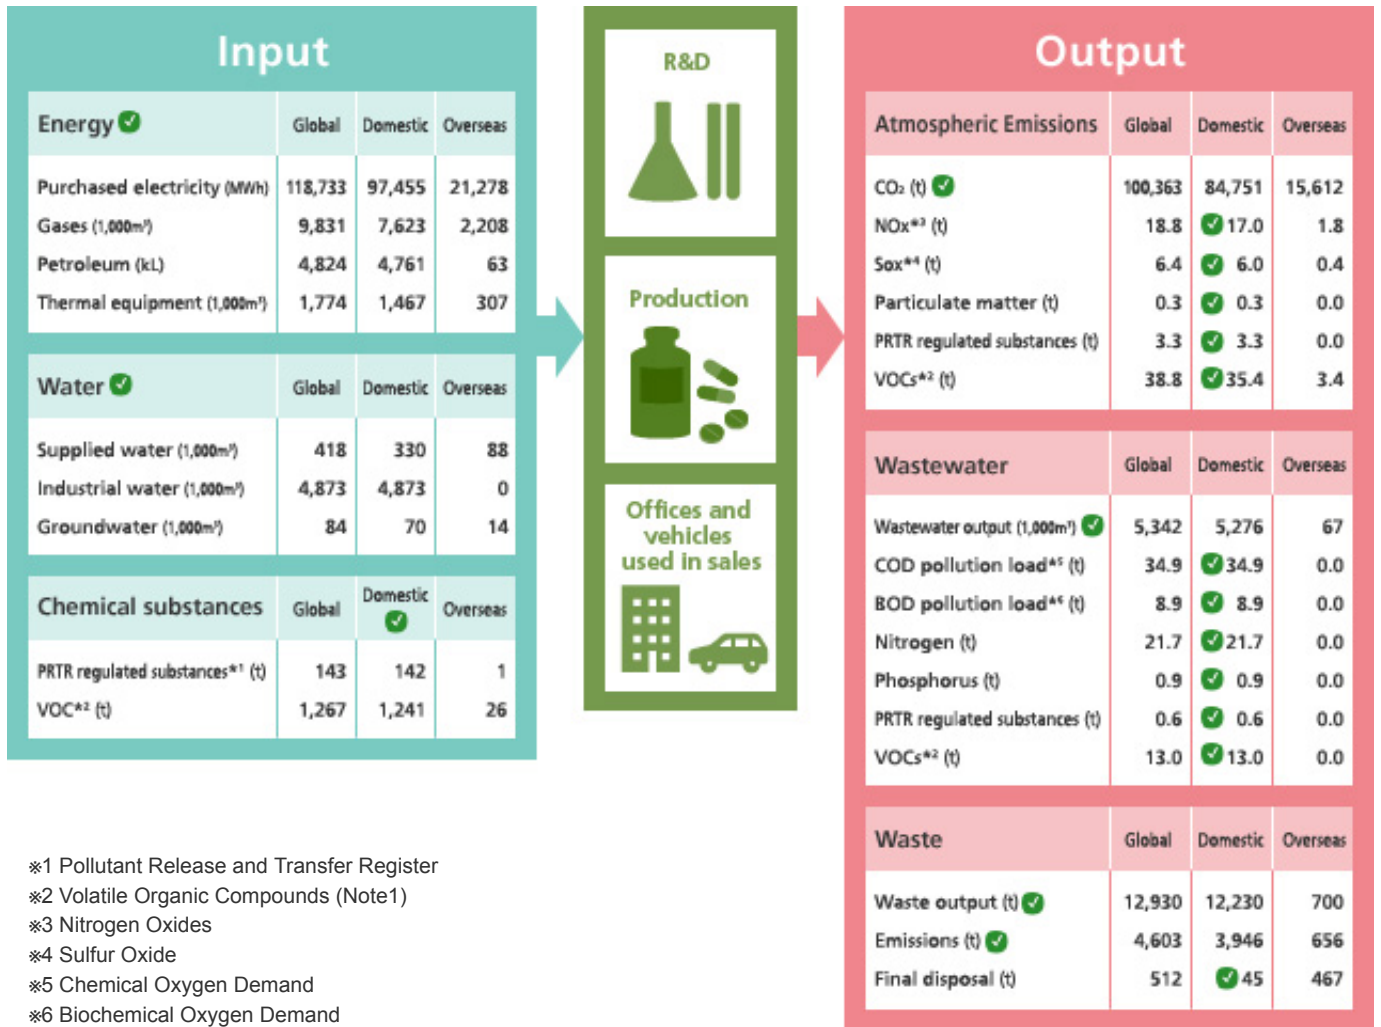 Input
Energy Global Domestic Overseas
Purchased electricity (MWh) 118,733 97,455 21,278
Gases (1,000m³) 9,831 7,623 2,208
Petroleum (kL) 4,824 4,761 63
Thermal equipment (1,000m³) 1,774 1,467 307
Water Global Domestic Overseas
Supplied water (1,000m³) 418 330 88
Industrial water (1,000m³) 4,873 4,873 0
Groundwater (1,000m³) 84 70 14
Chemical substances Global Domestic Overseas
PRTR regulated substances*1 (t) 143 142 1
VOC*2 (t) 1,267 1,241 26
R&D
Production
Offices and
vehicles
used in sales
Output
Atmospheric Emissions Global Domestic Overseas
CO₂ (t) 100,363 84,751 15,612
NOx*3 (t) 18.8 17.0 1.8
Sox*4 (t) 6.4 6.0 0.4
Particulate matter (t) 0.3 0.3 0.0
PRTR regulated substances (t) 3.3 3.3 0.0
VOCs*2 (t) 38.8 35.4 3.4
Wastewater Global Domestic Overseas
Wastewater output (1,000m³) 5,342 5,276 67
COD pollution load*5 (t) 34.9 34.9 0.0
BOD pollution load*6 (t) 8.9 8.9 0.0
Nitrogen (t) 21.7 21.7 0.0
Phosphorus (t) 0.9 0.9 0.0
PRTR regulated substances (t) 0.6 0.6 0.0
VOCs*2 (t) 13.0 13.0 0.0
Waste Global Domestic Overseas
Waste output (t) 12,930 12,230 700
Emissions (t) 4,603 3,946 656
Final disposal (t) 512 45 467
※1 Pollutant Release and Transfer Register
※2 Volatile Organic Compounds (Note1)
※3 Nitrogen Oxides
※4 Sulfur Oxide
※5 Chemical Oxygen Demand
※6 Biochemical Oxygen Demand